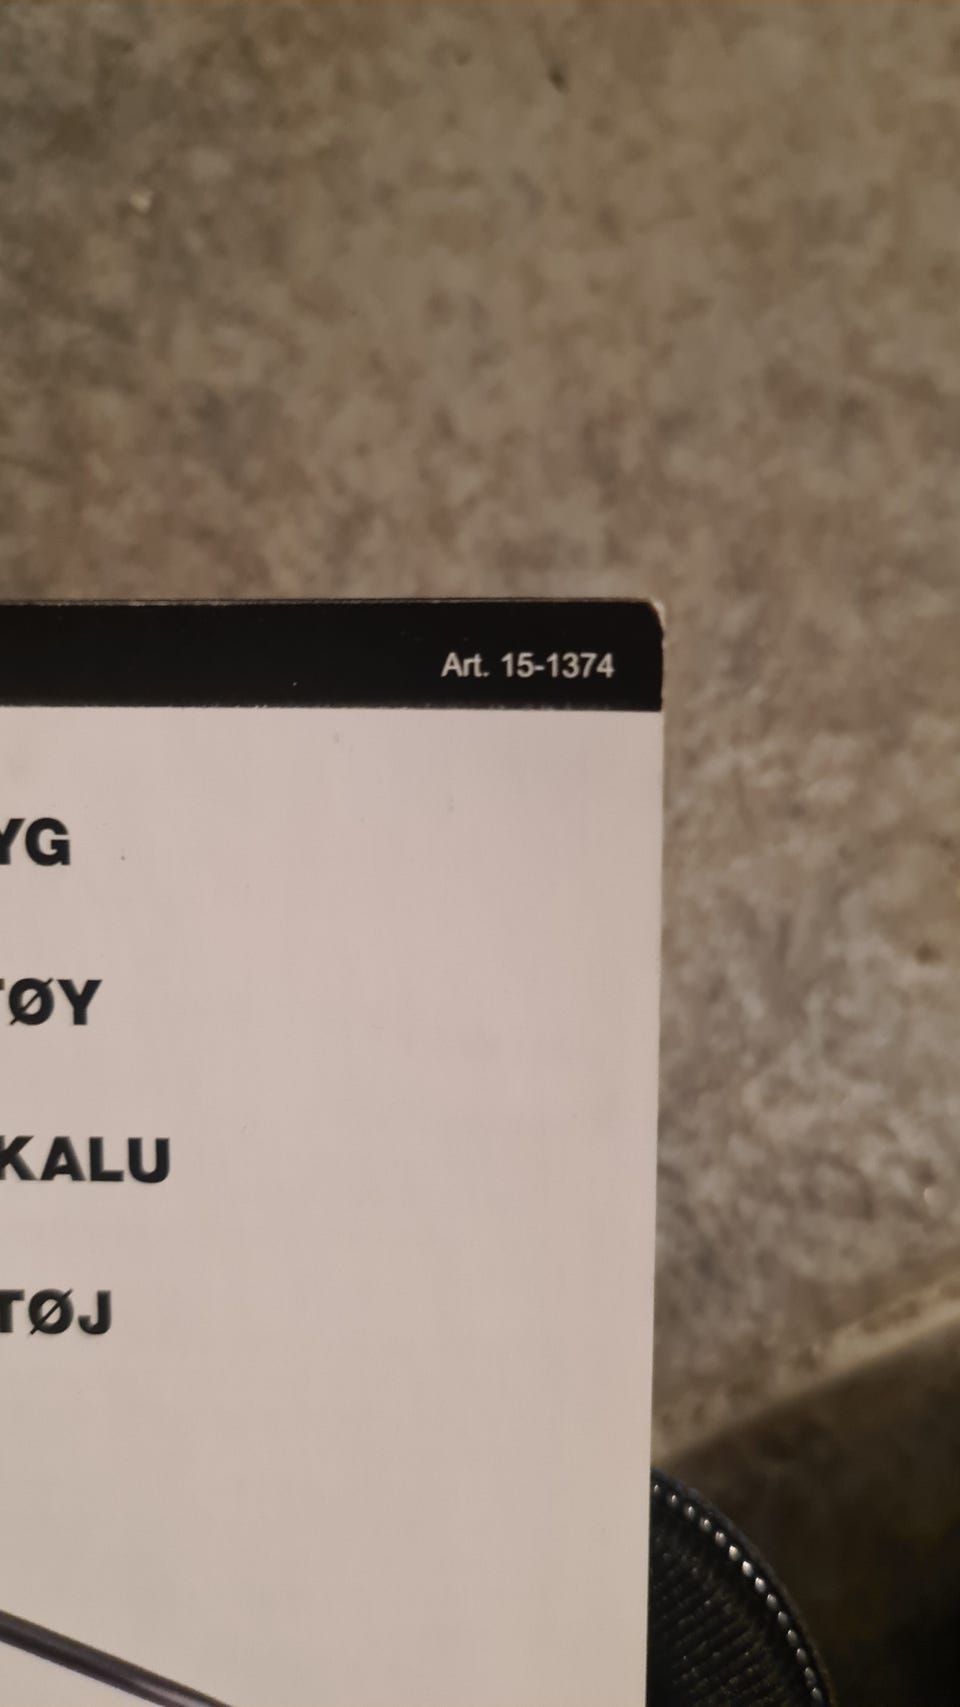 Art. 15-1374
YG
TØY
KALU
TØJ